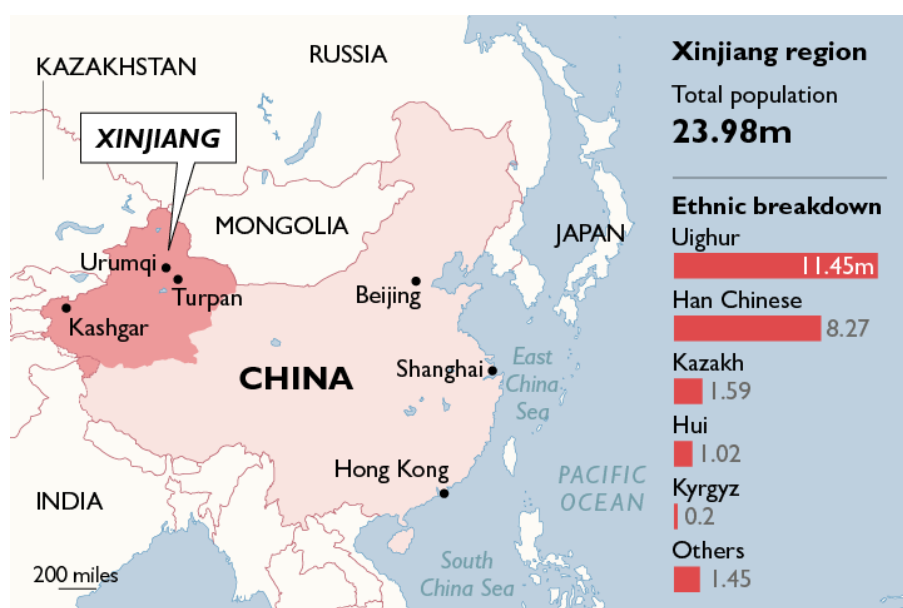 KAZAKHSTAN
RUSSIA
XINJIANG
MONGOLIA
JAPAN
Urumqi
Turpan
Kashgar
Beijing
CHINA
Shanghai
East
China
Sea
Hong Kong
INDIA
PACIFIC
OCEAN
South
China Sea
200 miles
Xinjiang region
Total population
23.98m
Ethnic breakdown
Uighur
11.45m
Han Chinese
8.27
Kazakh
1.59
Hui
1.02
Kyrgyz
0.2
Others
1.45